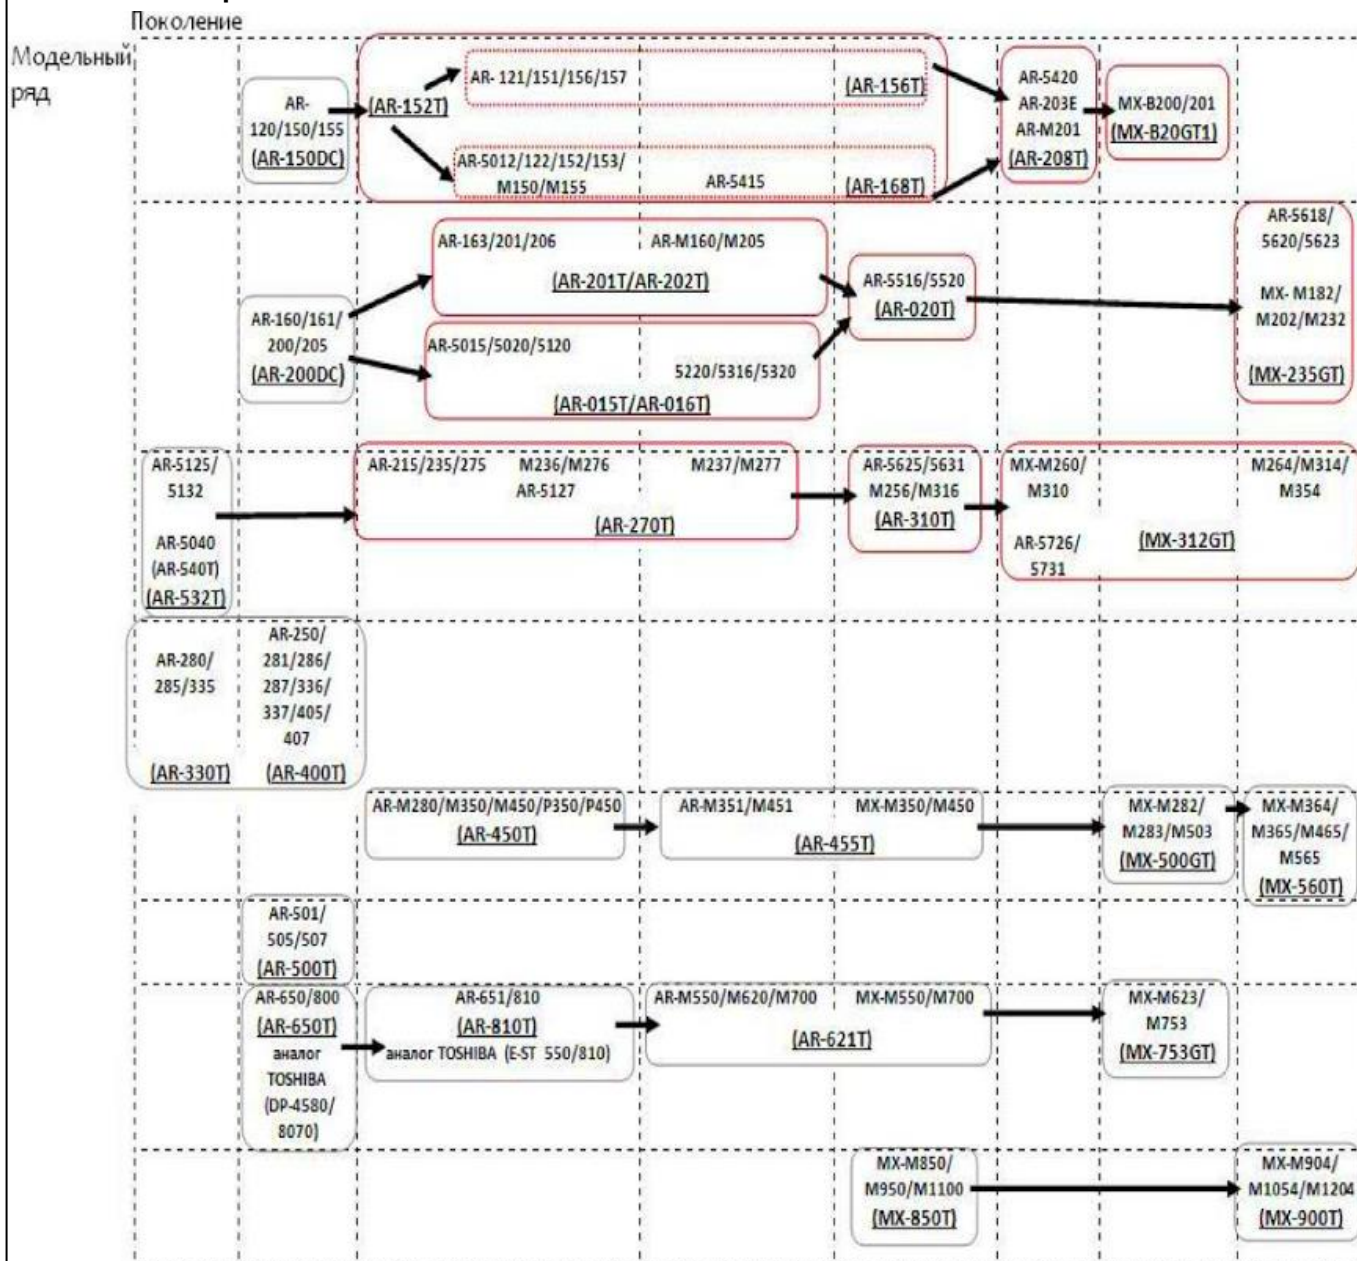 Поколение
Модельный
ряд
AR-
120/150/155
(AR-150DC)
(AR-152T)
AR- 121/151/156/157
(AR-156T)
AR-5012/122/152/153/
M150/M155
AR-5415
(AR-168T)
AR-5420
AR-203E
AR-M201
(AR-208T)
MX-B200/201
(MX-B20GT1)
AR-160/161/
200/205
(AR-200DC)
AR-163/201/206
AR-M160/M205
(AR-201T/AR-202T)
AR-5015/5020/5120
5220/5316/5320
(AR-015T/AR-016T)
AR-5516/5520
(AR-020T)
AR-5618/
5620/5623
MX- M182/
M202/M232
(MX-235GT)
AR-5125/
5132
AR-5040
(AR-540T)
(AR-532T)
AR-215/235/275
M236/M276
M237/M277
AR-5127
(AR-270T)
AR-5625/5631
M256/M316
(AR-310T)
MX-M260/
M310
AR-5726/
5731
(MX-312GT)
M264/M314/
M354
AR-280/
285/335
(AR-330T)
AR-250/
281/286/
287/336/
337/405/
407
(AR-400T)
AR-M280/M350/M450/P350/P450
(AR-450T)
AR-M351/M451
MX-M350/M450
(AR-455T)
MX-M282/
M283/M503
(MX-500GT)
MX-M364/
M365/M465/
M565
(MX-560T)
AR-501/
505/507
(AR-500T)
AR-650/800
(AR-650T)
аналог
TOSHIBA
(DP-4580/
8070)
AR-651/810
(AR-810T)
аналог TOSHIBA (E-ST 550/810)
AR-M550/M620/M700
MX-M550/M700
(AR-621T)
MX-M623/
M753
(MX-753GT)
MX-M850/
M950/M1100
(MX-850T)
MX-M904/
M1054/M1204
(MX-900T)